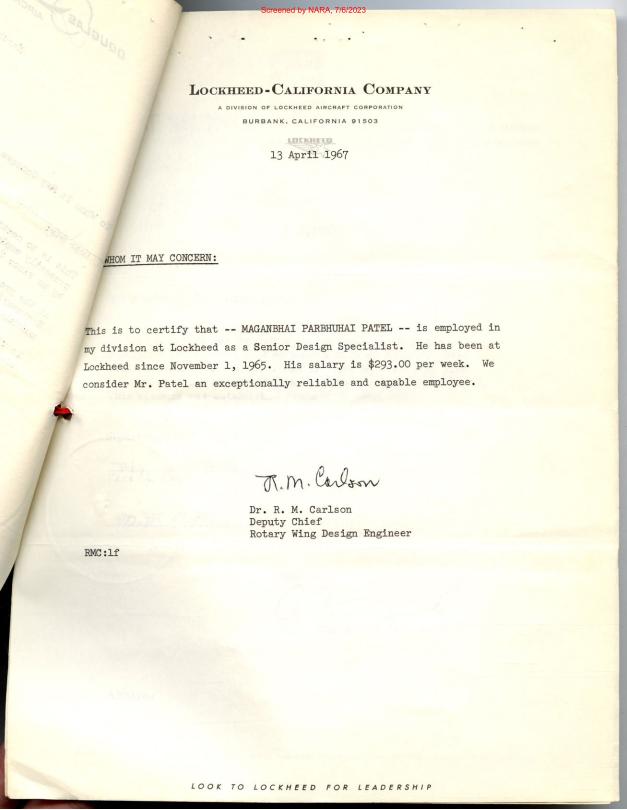 Screened by NARA, 7/6/2023
DOUGLAS
LOCKHEED-CALIFORNIA COMPANY
A DIVISION OF LOCKHEED AIRCRAFT CORPORATION
BURBANK, CALIFORNIA 91503
LOCKHEED
13 April 1967
WHOM IT MAY CONCERN:
This is to certify that -- MAGANBHAI PARBHUHAI PATEL -- is employed in
my division at Lockheed as a Senior Design Specialist. He has been at
Lockheed since November 1, 1965. His salary is $293.00 per week. We
consider Mr. Patel an exceptionally reliable and capable employee.
R. M. Carlson
Dr. R. M. Carlson
Deputy Chief
Rotary Wing Design Engineer
RMC:lf
LOOK TO LOCKHEED FOR LEADERSHIP